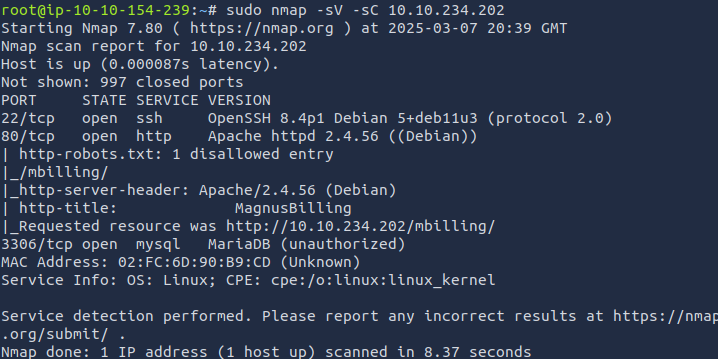 root@ip-10-10-154-239:~# sudo nmap -sV -sC 10.10.234.202
Starting Nmap 7.80 ( https://nmap.org ) at 2025-03-07 20:39 GMT
Nmap scan report for 10.10.234.202
Host is up (0.000087s latency).
Not shown: 997 closed ports
PORT     STATE SERVICE VERSION
22/tcp   open  ssh     OpenSSH 8.4p1 Debian 5+deb11u3 (protocol 2.0)
80/tcp   open  http    Apache httpd 2.4.56 ((Debian))
| http-robots.txt: 1 disallowed entry
|_/mbilling/
|_http-server-header: Apache/2.4.56 (Debian)
| http-title:             MagnusBilling
|_Requested resource was http://10.10.234.202/mbilling/
3306/tcp open  mysql   MariaDB (unauthorized)
MAC Address: 02:FC:6D:90:B9:CD (Unknown)
Service Info: OS: Linux; CPE: cpe:/o:linux:linux_kernel

Service detection performed. Please report any incorrect results at https://nmap
.org/submit/ .
Nmap done: 1 IP address (1 host up) scanned in 8.37 seconds